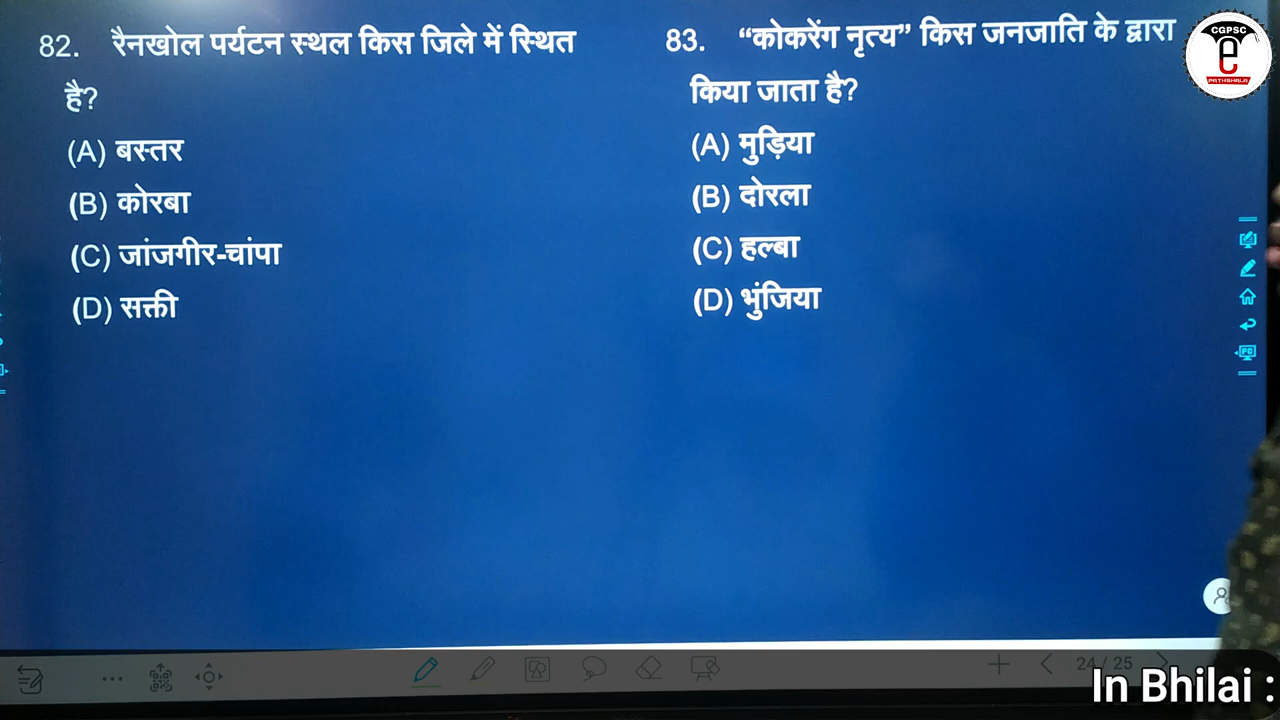 82. रैनखोल पर्यटन स्थल किस जिले में स्थित
है?
(A) बस्तर
(B) कोरबा
(C) जांजगीर-चांपा
(D) सक्ती
83. “कोकरेंग नृत्य” किस जनजाति के द्वारा
किया जाता है?
(A) मुड़िया
(B) दोरला
(C) हल्बा
(D) भुंजिया
CGPSC
e
PATHSHALA
PG
24 / 25
In Bhilai :